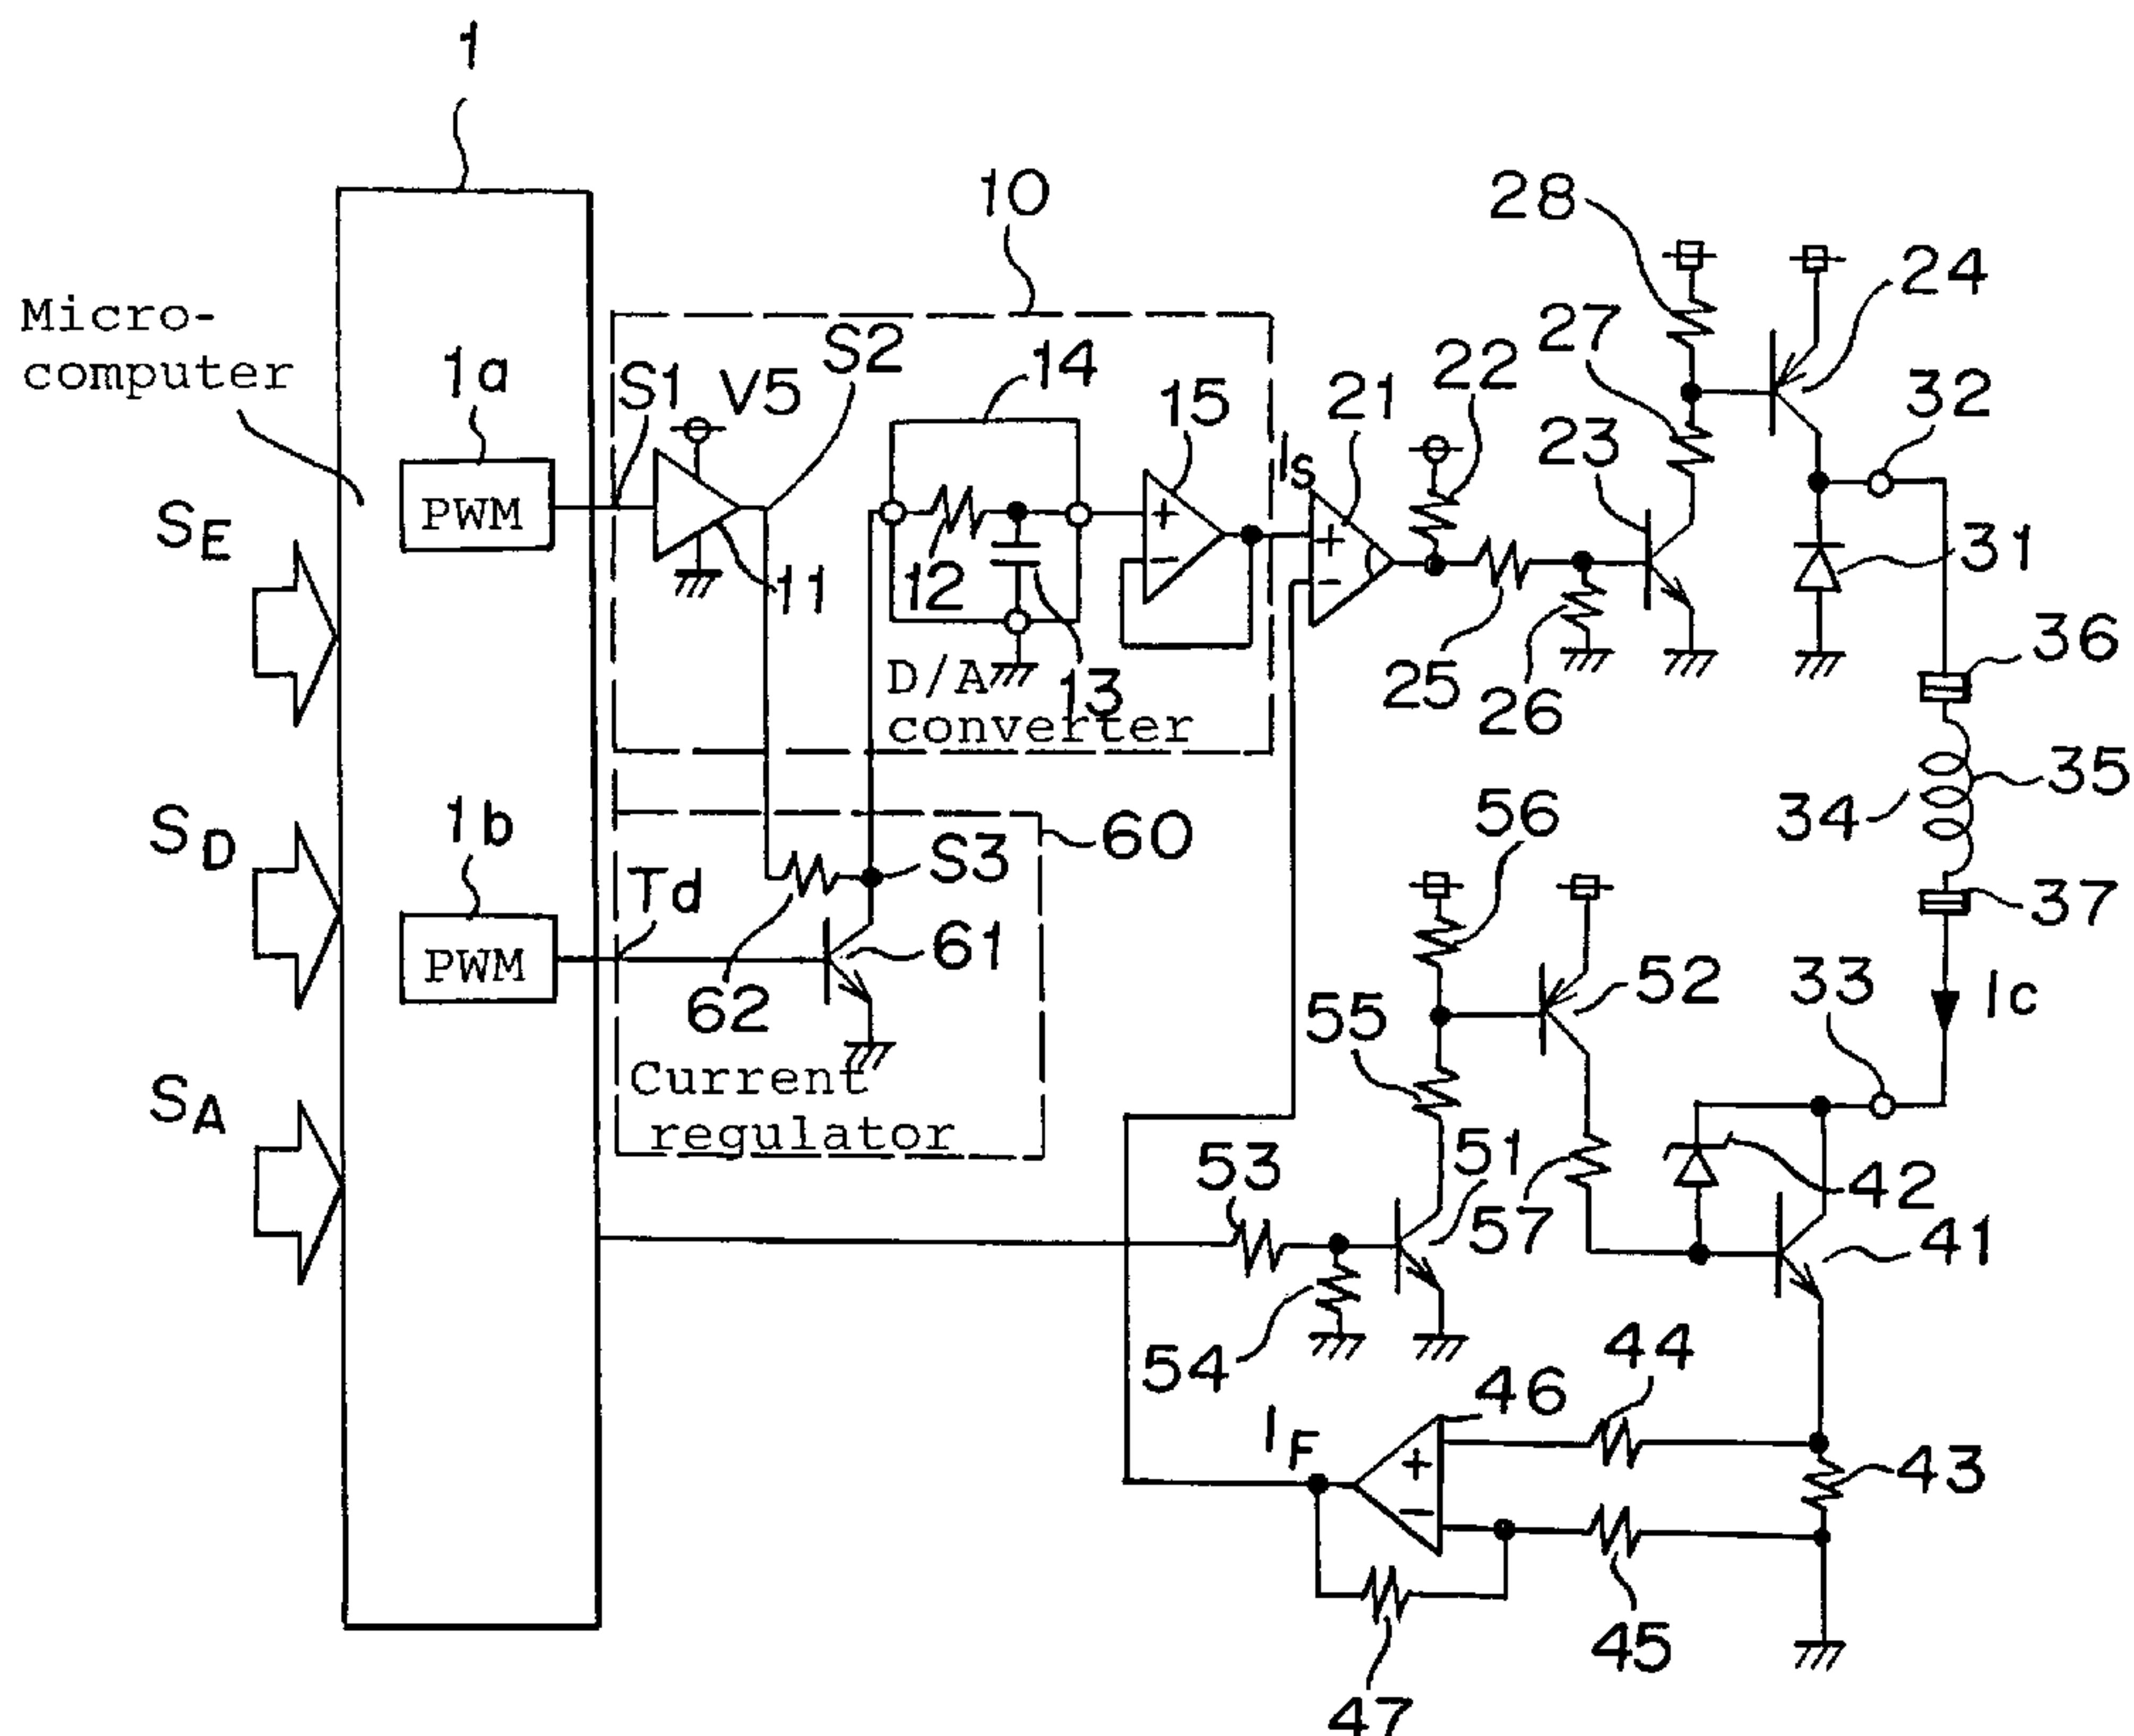 1
10
28
24
Micro-
computer
1a
S1
V5
S2
14
15
21
22
27
32
23
PWM
IS
SE
11
12
31
D/A
converter
13
25
26
36
35
34
1b
60
56
SD
S3
Td
37
PWM
61
62
52
33
Ic
55
Current
regulator
SA
53
51
57
42
41
54
44
46
IF
43
45
47
+
-
+
-
+
-